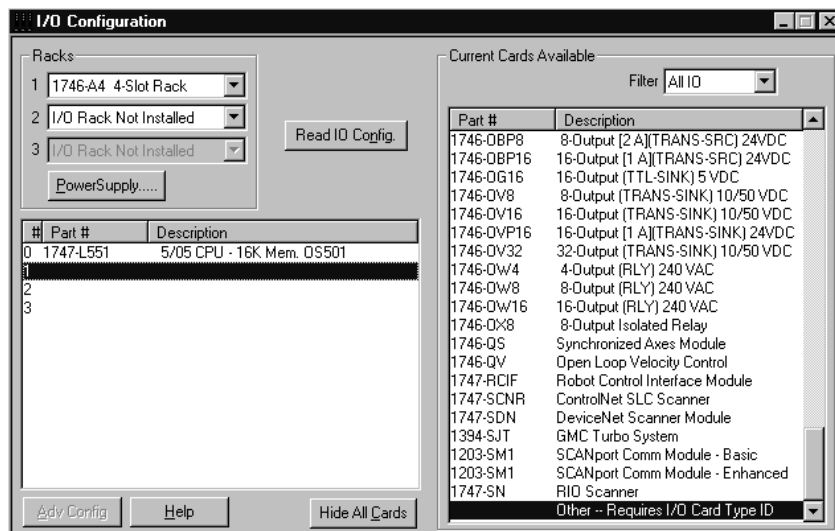 I/O Configuration
Racks
1 1746-A4 4-Slot Rack
2 I/O Rack Not Installed
3 I/O Rack Not Installed
PowerSupply.....
Read IO Config.
# Part # Description
0 1747-L551 5/05 CPU - 16K Mem. OS501
1
2
3
Adv Config Help Hide All Cards
Current Cards Available
Filter All IO
Part # Description
1746-OBP8 8-Output [2 A](TRANS-SRC) 24VDC
1746-OBP16 16-Output [1 A](TRANS-SRC) 24VDC
1746-OG16 16-Output (TTL-SINK) 5 VDC
1746-OV8 8-Output (TRANS-SINK) 10/50 VDC
1746-OV16 16-Output (TRANS-SINK) 10/50 VDC
1746-OVP16 16-Output [1 A](TRANS-SINK) 24VDC
1746-OV32 32-Output (TRANS-SINK) 10/50 VDC
1746-OW4 4-Output (RLY) 240 VAC
1746-OW8 8-Output (RLY) 240 VAC
1746-OW16 16-Output (RLY) 240 VAC
1746-OX8 8-Output Isolated Relay
1746-QS Synchronized Axes Module
1746-QV Open Loop Velocity Control
1747-RCIF Robot Control Interface Module
1747-SCNR ControlNet SLC Scanner
1747-SDN DeviceNet Scanner Module
1394-SJT GMC Turbo System
1203-SM1 SCANport Comm Module - Basic
1203-SM1 SCANport Comm Module - Enhanced
1747-SN RIO Scanner
Other -- Requires I/O Card Type ID